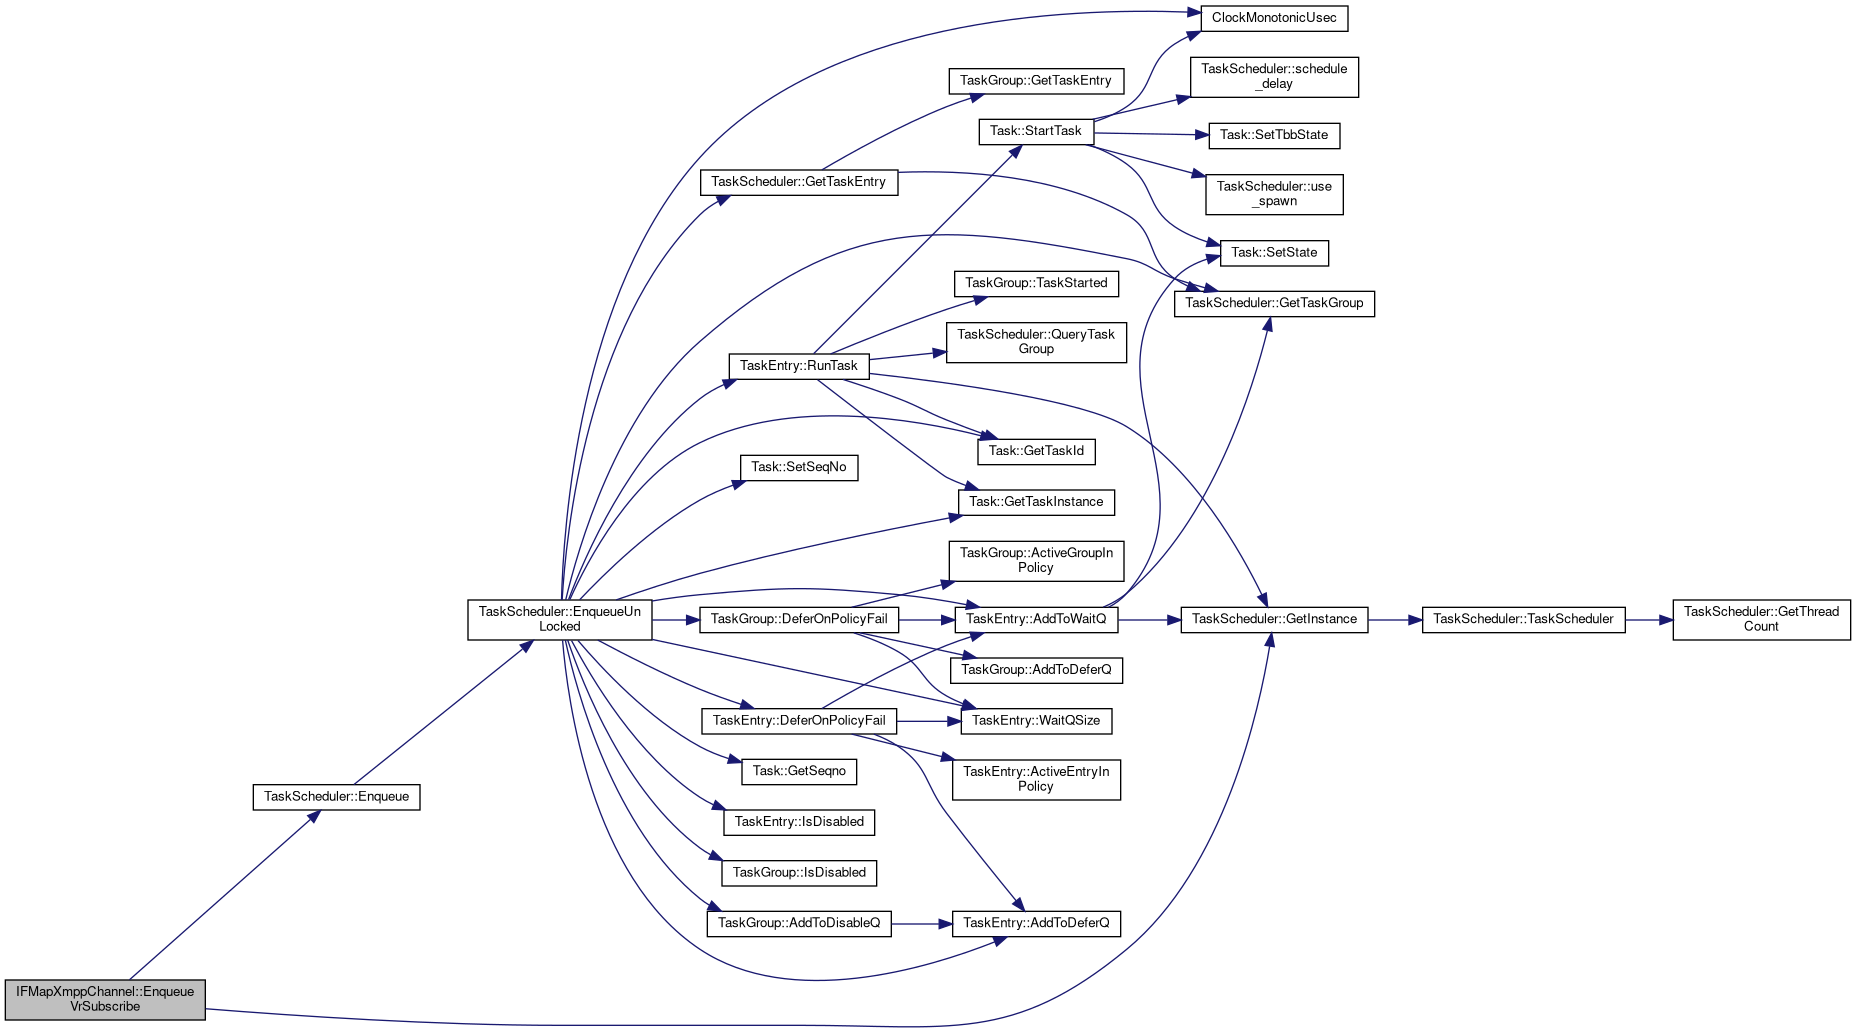 ClockMonotonicUsec
TaskScheduler::schedule
_delay
TaskGroup::GetTaskEntry
Task::StartTask
Task::SetTbbState
TaskScheduler::GetTaskEntry
TaskScheduler::use
_spawn
Task::SetState
TaskGroup::TaskStarted
TaskScheduler::GetTaskGroup
TaskScheduler::QueryTask
Group
TaskEntry::RunTask
Task::GetTaskId
Task::SetSeqNo
Task::GetTaskInstance
TaskGroup::ActiveGroupIn
Policy
TaskScheduler::EnqueueUn
Locked
TaskGroup::DeferOnPolicyFail
TaskEntry::AddToWaitQ
TaskScheduler::GetInstance
TaskScheduler::TaskScheduler
TaskScheduler::GetThread
Count
TaskGroup::AddToDeferQ
TaskEntry::DeferOnPolicyFail
TaskEntry::WaitQSize
Task::GetSeqno
TaskEntry::ActiveEntryIn
Policy
TaskScheduler::Enqueue
TaskEntry::IsDisabled
TaskGroup::IsDisabled
TaskGroup::AddToDisableQ
TaskEntry::AddToDeferQ
IFMapXmppChannel::Enqueue
VrSubscribe